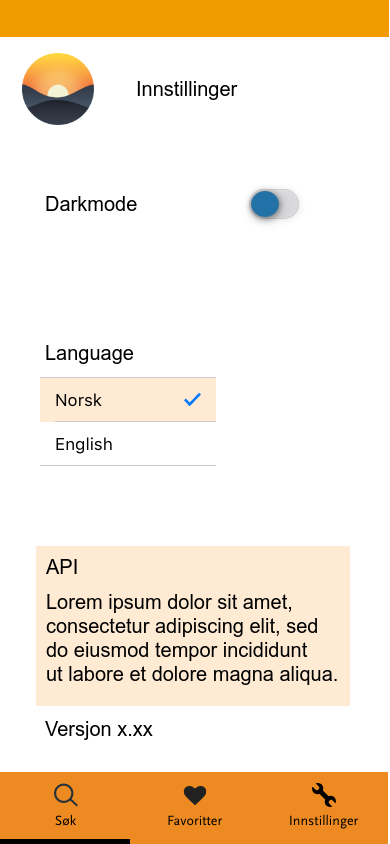 Innstillinger
Darkmode
Language
Norsk
English
API
Lorem ipsum dolor sit amet,
consectetur adipiscing elit, sed
do eiusmod tempor incididunt
ut labore et dolore magna aliqua.
Versjon x.xx
Søk
Favoritter
Innstillinger